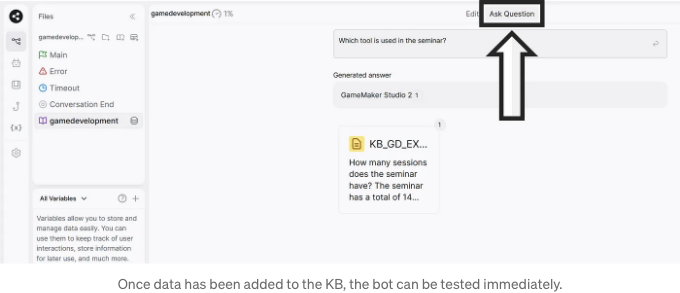 Files
gamedevelopment 1%
Edit
Ask Question
gamedevelop...
Main
Error
Timeout
Conversation End
gamedevelopment
Which tool is used in the seminar?
Generated answer
GameMaker Studio 2 1
1
KB_GD_EX...
How many sessions
does the seminar
have? The seminar
has a total of 14...
{x}
All Variables
Variables allow you to store and
manage data easily. You can
use them to keep track of user
interactions, store information
for later use, and much more.
Once data has been added to the KB, the bot can be tested immediately.